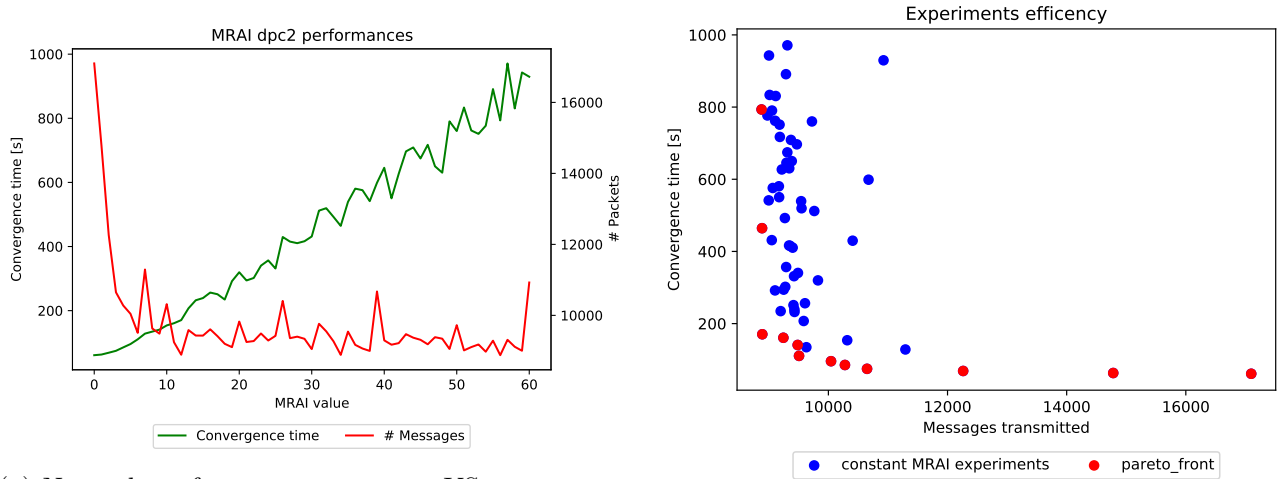 MRAI dpc2 performances
1000
800
600
400
200
Convergence time [s]
16000
14000
12000
10000
# Packets
0
10
20
30
40
50
60
MRAI value
Convergence time
# Messages
Experiments efficency
1000
800
600
400
200
Convergence time [s]
10000
12000
14000
16000
Messages transmitted
constant MRAI experiments
pareto_front